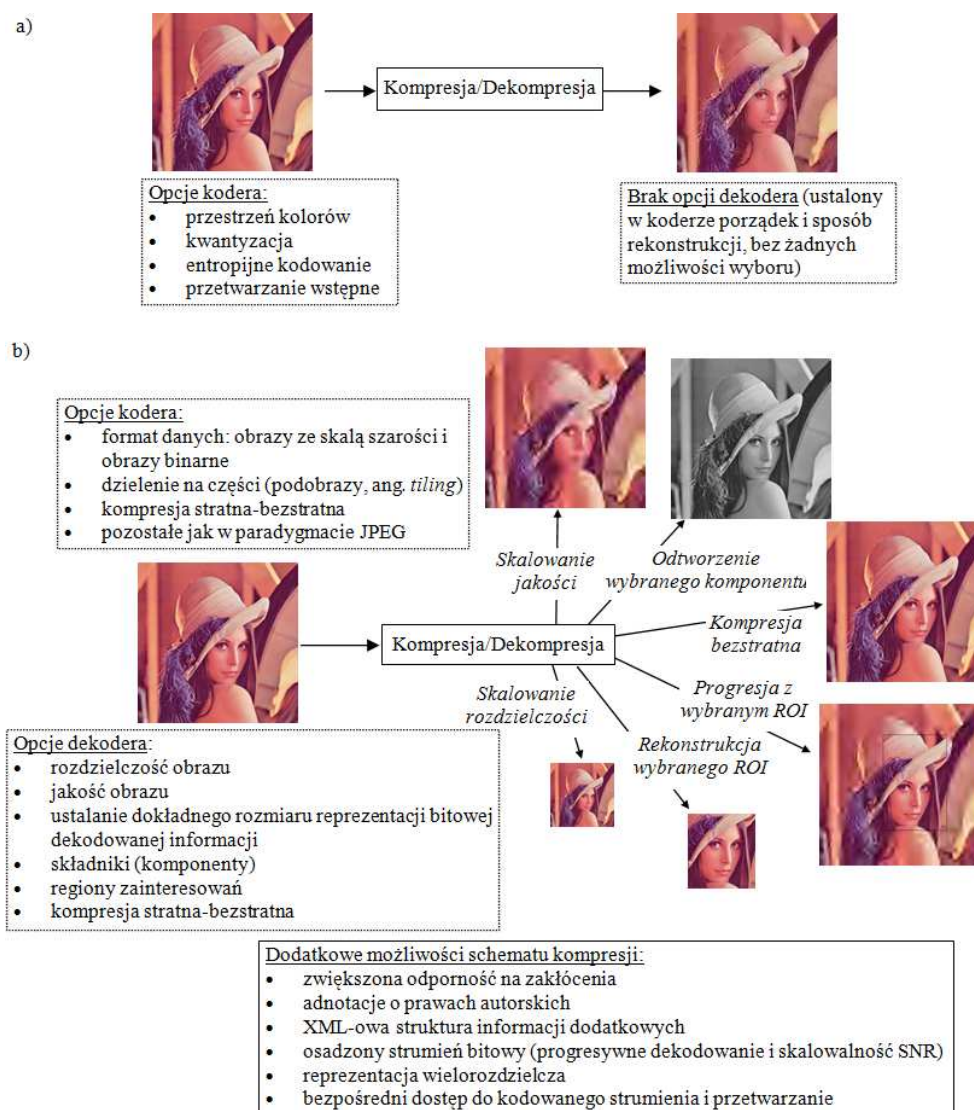 a)
Kompresja/Dekompresja
Opcje kodera:
• przestrzeń kolorów
• kwantyzacja
• entropijne kodowanie
• przetwarzanie wstępne
Brak opcji dekodera (ustalony
w koderze porządek i sposób
rekonstrukcji, bez żadnych
możliwości wyboru)
b)
Opcje kodera:
• format danych: obrazy ze skalą szarości i
obrazy binarne
• dzielenie na części (podobrazy, ang. tiling)
• kompresja stratna-bezstratna
• pozostałe jak w paradygmacie JPEG
Skalowanie
jakości
Odtworzenie
wybranego komponentu
Kompresja/Dekompresja
Kompresja
bezstratna
Skalowanie
rozdzielczości
Progresja z
wybranym ROI
Rekonstrukcja
wybranego ROI
Opcje dekodera:
• rozdzielczość obrazu
• jakość obrazu
• ustalanie dokładnego rozmiaru reprezentacji bitowej
dekodowanej informacji
• składniki (komponenty)
• regiony zainteresowań
• kompresja stratna-bezstratna
Dodatkowe możliwości schematu kompresji:
• zwiększona odporność na zakłócenia
• adnotacje o prawach autorskich
• XML-owa struktura informacji dodatkowych
• osadzony strumień bitowy (progresywne dekodowanie i skalowalność SNR)
• reprezentacja wielorozdzielcza
• bezpośredni dostęp do kodowanego strumienia i przetwarzanie